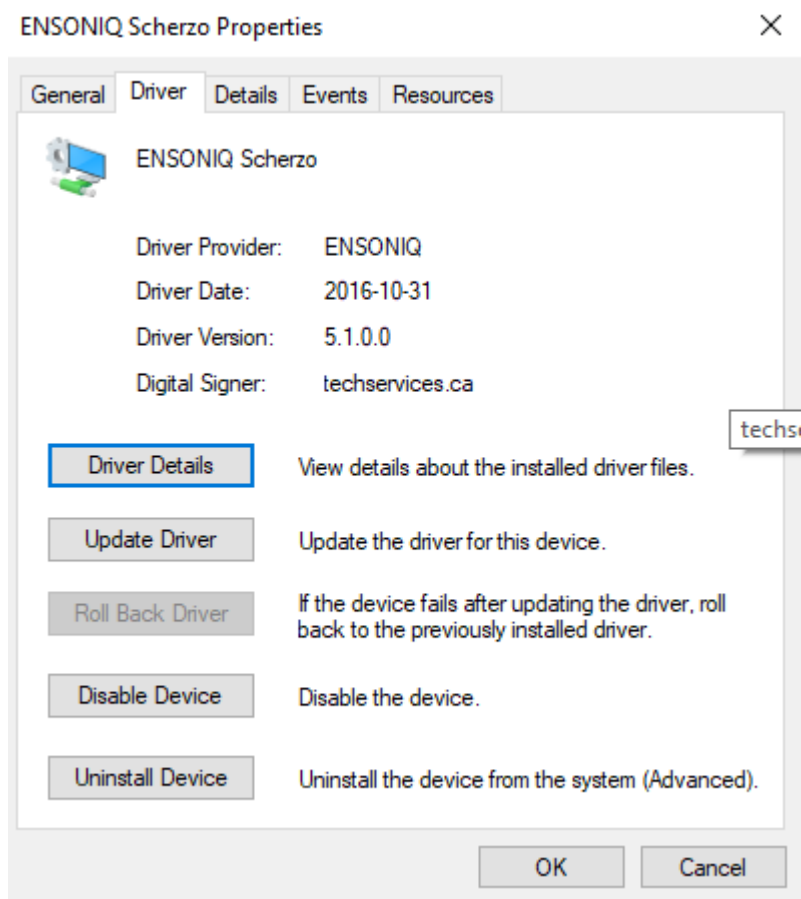 ENSONIQ Scherzo Properties
General Driver Details Events Resources
ENSONIQ Scherzo
Driver Provider: ENSONIQ
Driver Date: 2016-10-31
Driver Version: 5.1.0.0
Digital Signer: techservices.ca
techs
Driver Details View details about the installed driver files.
Update Driver Update the driver for this device.
Roll Back Driver If the device fails after updating the driver, roll
back to the previously installed driver.
Disable Device Disable the device.
Uninstall Device Uninstall the device from the system (Advanced).
OK Cancel